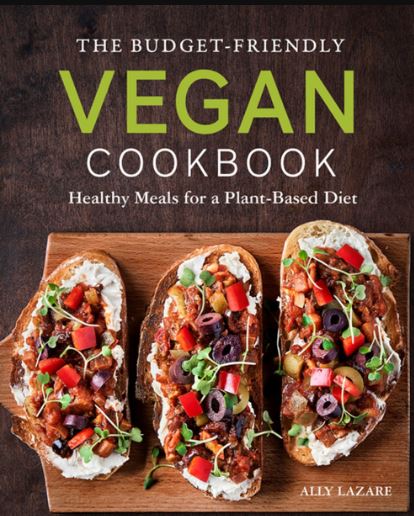 THE BUDGET-FRIENDLY
VEGAN
COOKBOOK
Healthy Meals for a Plant-Based Diet
ALLY LAZARE